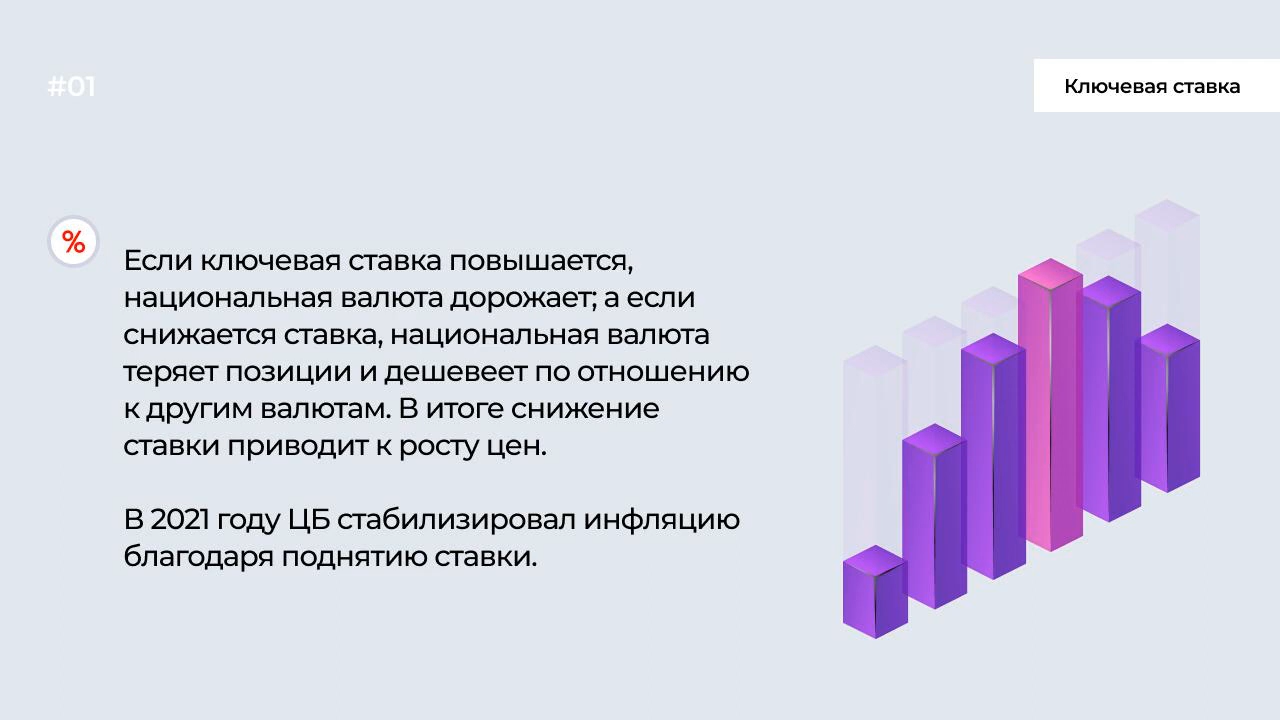 #01
Ключевая ставка
%
Если ключевая ставка повышается,
национальная валюта дорожает; а если
снижается ставка, национальная валюта
теряет позиции и дешевеет по отношению
к другим валютам. В итоге снижение
ставки приводит к росту цен.
В 2021 году ЦБ стабилизировал инфляцию
благодаря поднятию ставки.